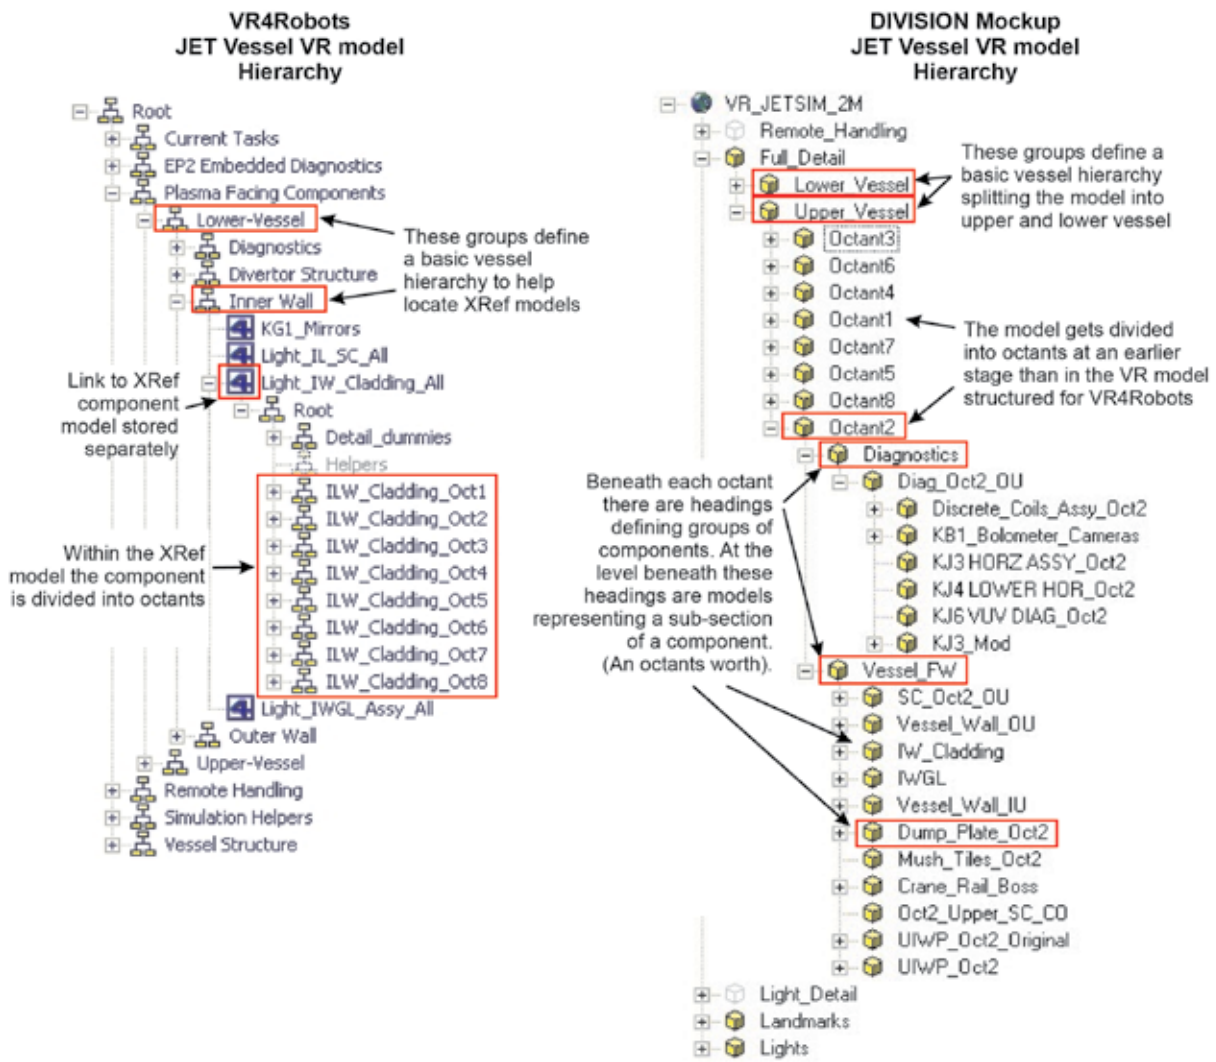 VR4Robots
JET Vessel VR model
Hierarchy
Root
Current Tasks
EP2 Embedded Diagnostics
Plasma Facing Components
Lower-Vessel
Diagnostics
Divertor Structure
Inner Wall
KG1_Mirrors
Light_IL_SC_All
Light_IW_Cladding_All
Root
Detail_dummies
Helpers
ILW_Cladding_Oct1
ILW_Cladding_Oct2
ILW_Cladding_Oct3
ILW_Cladding_Oct4
ILW_Cladding_Oct5
ILW_Cladding_Oct6
ILW_Cladding_Oct7
ILW_Cladding_Oct8
Light_IWGL_Assy_All
Outer Wall
Upper-Vessel
Remote Handling
Simulation Helpers
Vessel Structure
These groups define
a basic vessel
hierarchy to help
locate XRef models
Link to XRef
component
model stored
separately
Within the XRef
model the component
is divided into octants
DIVISION Mockup
JET Vessel VR model
Hierarchy
VR_JETSIM_2M
Remote_Handling
Full_Detail
Lower_Vessel
Upper_Vessel
Octant3
Octant6
Octant4
Octant1
Octant7
Octant5
Octant8
Octant2
Diagnostics
Diag_Oct2_OU
Discrete_Coils_Assy_Oct2
KB1_Bolometer_Cameras
KJ3 HORZ ASSY_Oct2
KJ4 LOWER HOR_Oct2
KJ6 VUV DIAG_Oct2
KJ3_Mod
Vessel_FW
SC_Oct2_OU
Vessel_Wall_OU
IW_Cladding
IWGL
Vessel_Wall_IU
Dump_Plate_Oct2
Mush_Tiles_Oct2
Crane_Rail_Boss
Oct2_Upper_SC_CO
UIWP_Oct2_Original
UIWP_Oct2
Light_Detail
Landmarks
Lights
These groups define a
basic vessel hierarchy
splitting the model into
upper and lower vessel
The model gets divided
into octants at an earlier
stage than in the VR model
structured for VR4Robots
Beneath each octant
there are headings
defining groups of
components. At the
level beneath these
headings are models
representing a sub-section
of a component.
(An octants worth).